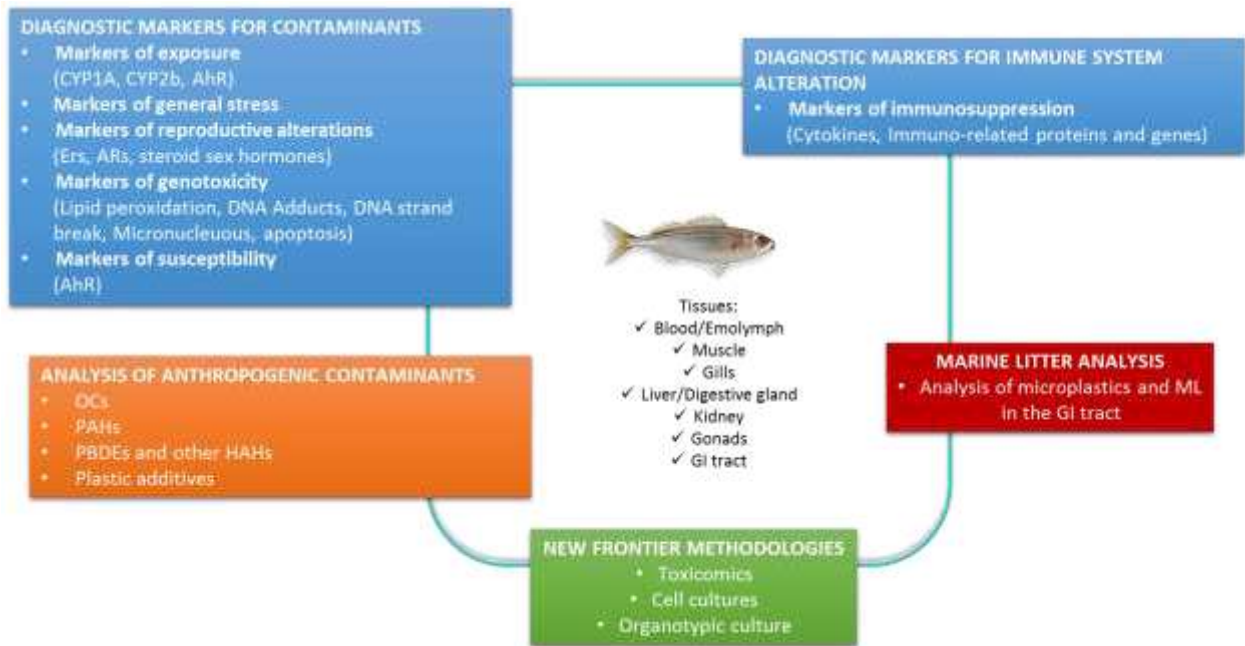 DIAGNOSTIC MARKERS FOR CONTAMINANTS
• Markers of exposure
(CYP1A, CYP2b, AhR)
• Markers of general stress
• Markers of reproductive alterations
(Ers, ARs, steroid sex hormones)
• Markers of genotoxicity
(Lipid peroxidation, DNA Adducts, DNA strand
break, Micronucleuous, apoptosis)
• Markers of susceptibility
(AhR)
DIAGNOSTIC MARKERS FOR IMMUNE SYSTEM
ALTERATION
• Markers of immunosuppression
(Cytokines, Immuno-related proteins and genes)
Tissues:
✓ Blood/Emolymph
✓ Muscle
✓ Gills
✓ Liver/Digestive gland
✓ Kidney
✓ Gonads
✓ GI tract
ANALYSIS OF ANTHROPOGENIC CONTAMINANTS
• OCs
• PAHs
• PBDEs and other HAHs
• Plastic additives
MARINE LITTER ANALYSIS
• Analysis of microplastics and ML
in the GI tract
NEW FRONTIER METHODOLOGIES
• Toxicomics
• Cell cultures
• Organotypic culture